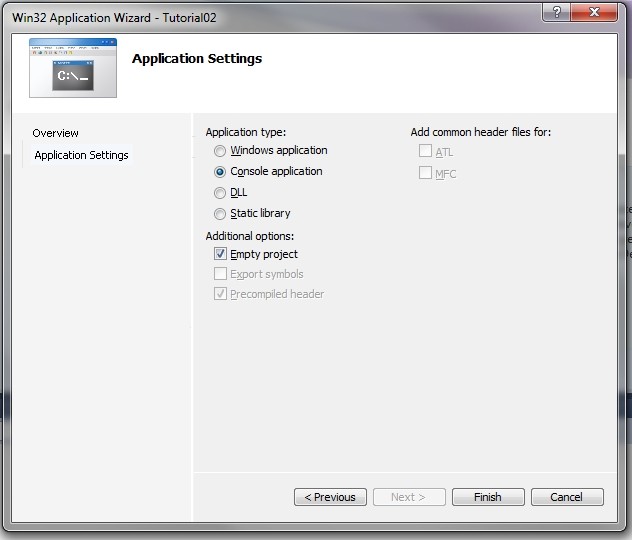 Win32 Application Wizard - Tutorial02
?
C:\_
Application Settings
Overview
Application Settings
Application type:
Windows application
Console application
DLL
Static library
Additional options:
Empty project
Export symbols
Precompiled header
Add common header files for:
ATL
MFC
< Previous
Next >
Finish
Cancel